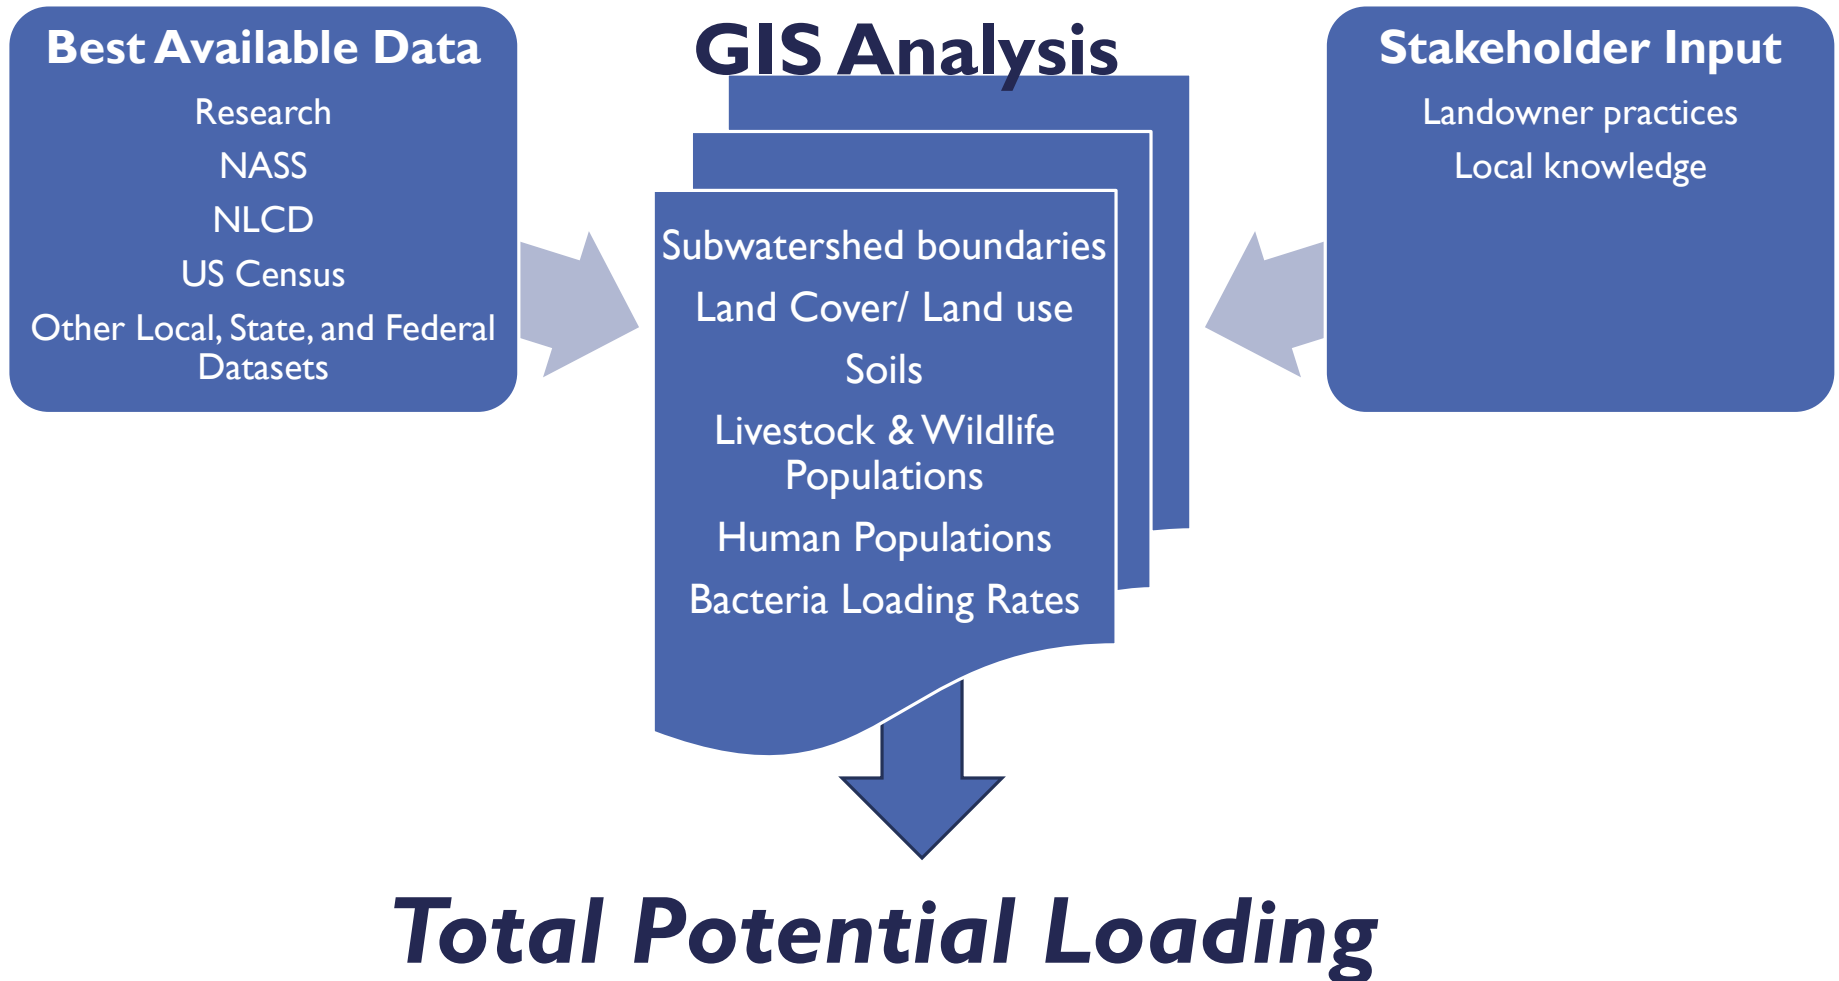 Best Available Data
Research
NASS
NLCD
US Census
Other Local, State, and Federal
Datasets
GIS Analysis
Subwatershed boundaries
Land Cover/ Land use
Soils
Livestock & Wildlife
Populations
Human Populations
Bacteria Loading Rates
Stakeholder Input
Landowner practices
Local knowledge
Total Potential Loading